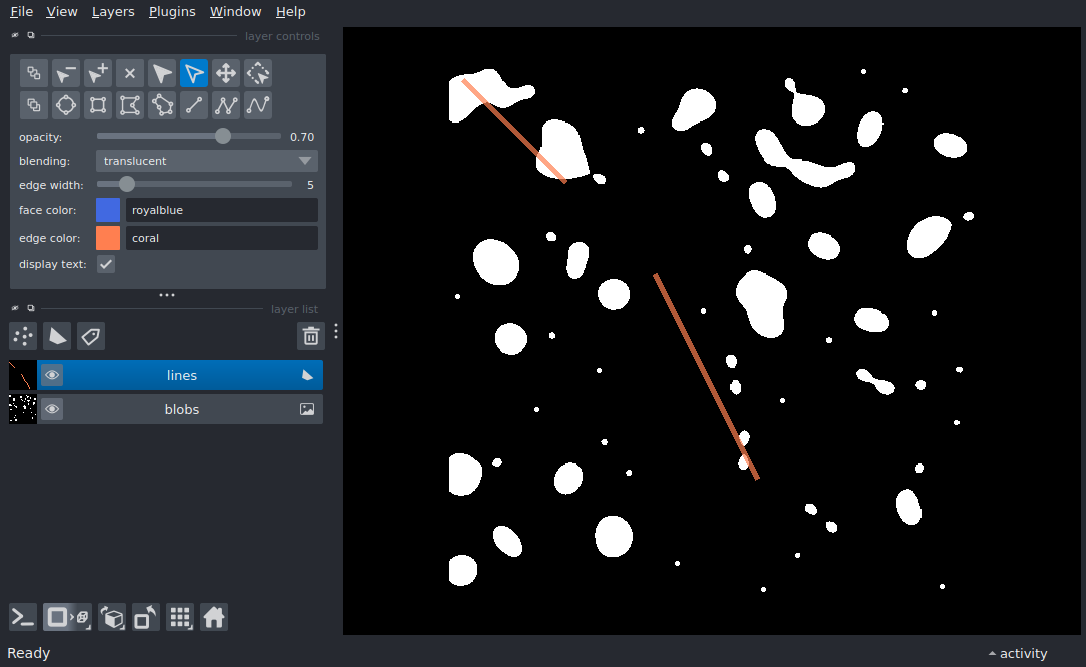 File View Layers Plugins Window Help
layer controls
opacity: 0.70
blending: translucent
edge width: 5
face color: royalblue
edge color: coral
display text:
layer list
lines
blobs
Ready
activity